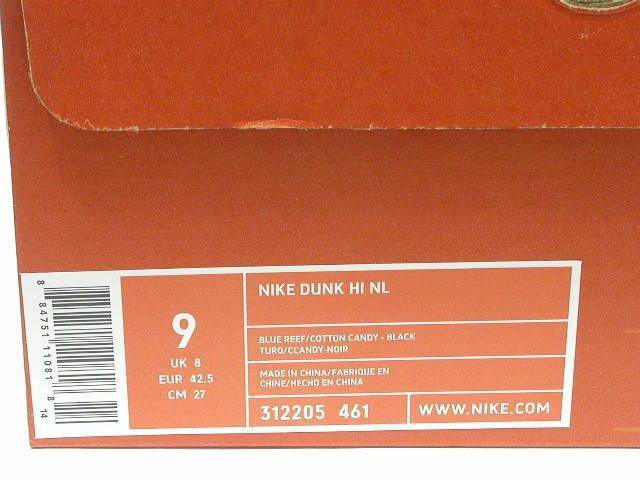 8 84751 11081 8 14
9
UK 8
EUR 42.5
CM 27
NIKE DUNK HI NL
BLUE REEF/COTTON CANDY - BLACK
TURQ/CCANDY-NOIR
MADE IN CHINA/FABRIQUE EN
CHINE/HECHO EN CHINA
312205 461
WWW.NIKE.COM